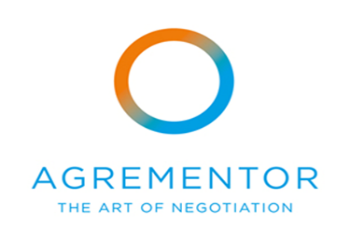 AGREMENTOR
THE ART OF NEGOTIATION